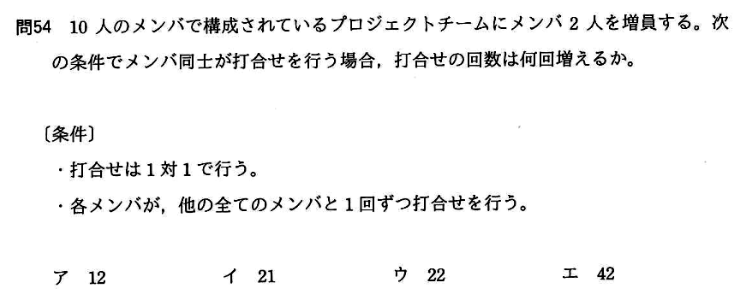 問54 10 人のメンバで構成されているプロジェクトチームにメンバ 2 人を増員する。次
の条件でメンバ同士が打合せを行う場合，打合せの回数は何回増えるか。
〔条件〕
・打合せは 1 対 1 で行う。
・各メンバが，他の全てのメンバと 1 回ずつ打合せを行う。
ア 12 イ 21 ウ 22 エ 42